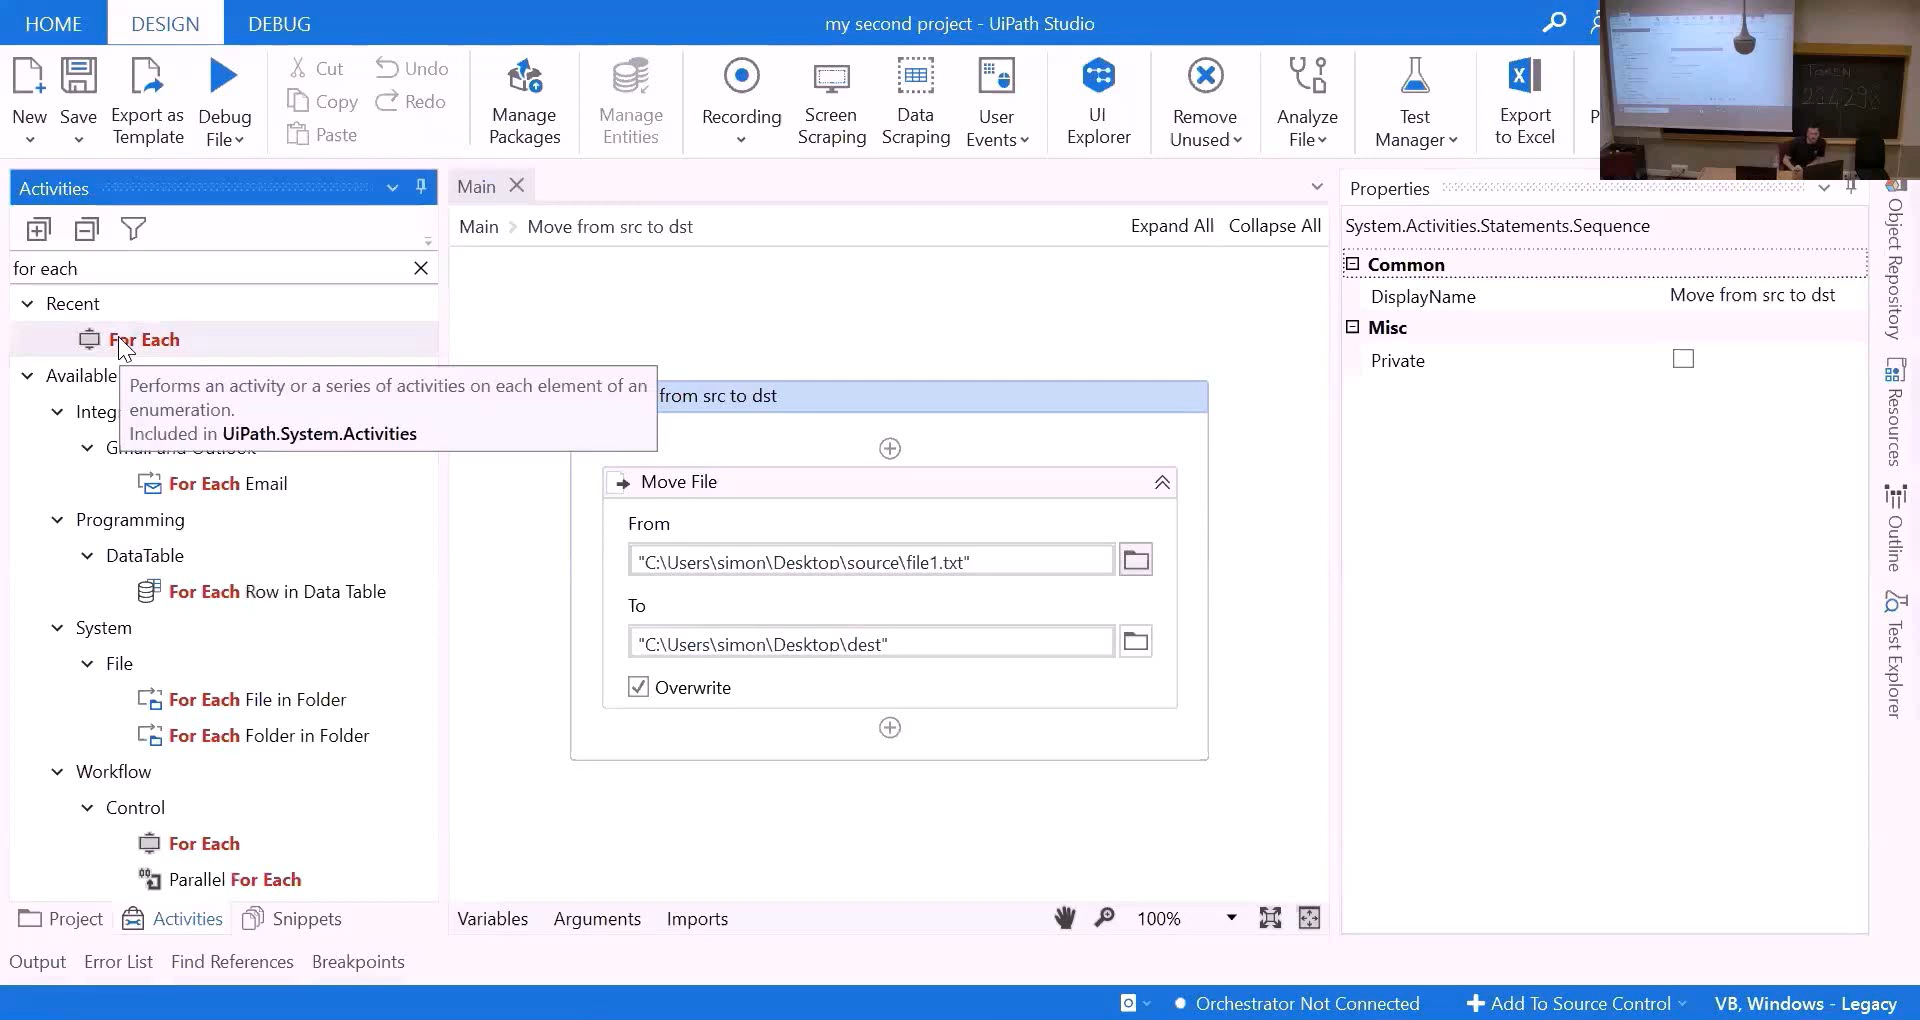 HOME
DESIGN
DEBUG
my second project - UiPath Studio
New
Save
Export as
Template
Debug
File
Cut
Copy
Paste
Undo
Redo
Manage
Packages
Manage
Entities
Recording
Screen
Scraping
Data
Scraping
User
Events
UI
Explorer
Remove
Unused
Analyze
File
Test
Manager
Export
to Excel
P
Activities
for each
Recent
For Each
Available
Performs an activity or a series of activities on each element of an
enumeration.
Included in UiPath.System.Activities
Integ
Gmail and Outlook
For Each Email
Programming
DataTable
For Each Row in Data Table
System
File
For Each File in Folder
For Each Folder in Folder
Workflow
Control
For Each
Parallel For Each
Project
Activities
Snippets
Main
Main > Move from src to dst
Expand All
Collapse All
from src to dst
Move File
From
"C:\Users\simon\Desktop\source\file1.txt"
To
"C:\Users\simon\Desktop\dest"
Overwrite
Variables
Arguments
Imports
100%
Properties
System.Activities.Statements.Sequence
Common
DisplayName
Move from src to dst
Misc
Private
Object Repository
Resources
Outline
Test Explorer
Output
Error List
Find References
Breakpoints
Orchestrator Not Connected
Add To Source Control
VB, Windows - Legacy